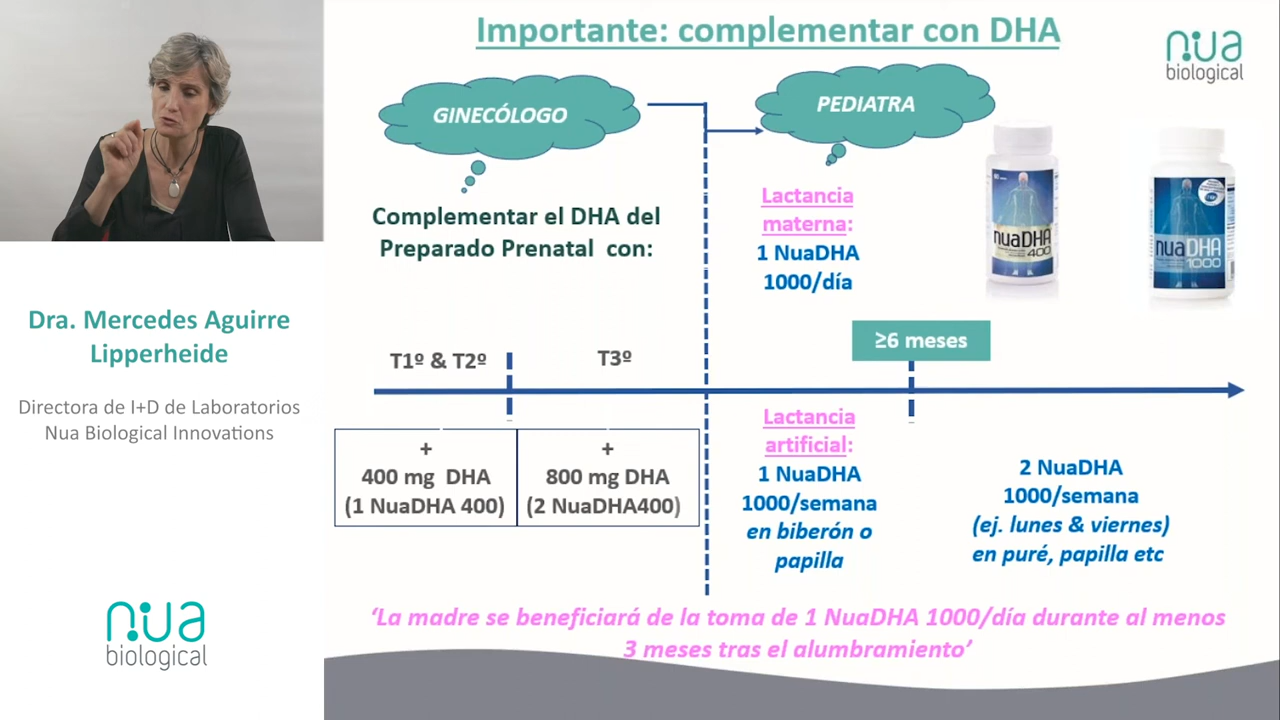 Importante: complementar con DHA
nua
biological
GINECÓLOGO
PEDIATRA
Complementar el DHA del
Preparado Prenatal con:
Lactancia
materna:
1 NuaDHA
1000/día
nuaDHA
400
nuaDHA
1000
Dra. Mercedes Aguirre
Lipperheide
Directora de I+D de Laboratorios
Nua Biological Innovations
T1º & T2º
T3º
≥6 meses
+
400 mg DHA
(1 NuaDHA 400)
+
800 mg DHA
(2 NuaDHA400)
Lactancia
artificial:
1 NuaDHA
1000/semana
en biberón o
papilla
2 NuaDHA
1000/semana
(ej. lunes & viernes)
en puré, papilla etc
nua
biological
‘La madre se beneficiará de la toma de 1 NuaDHA 1000/día durante al menos
3 meses tras el alumbramiento’